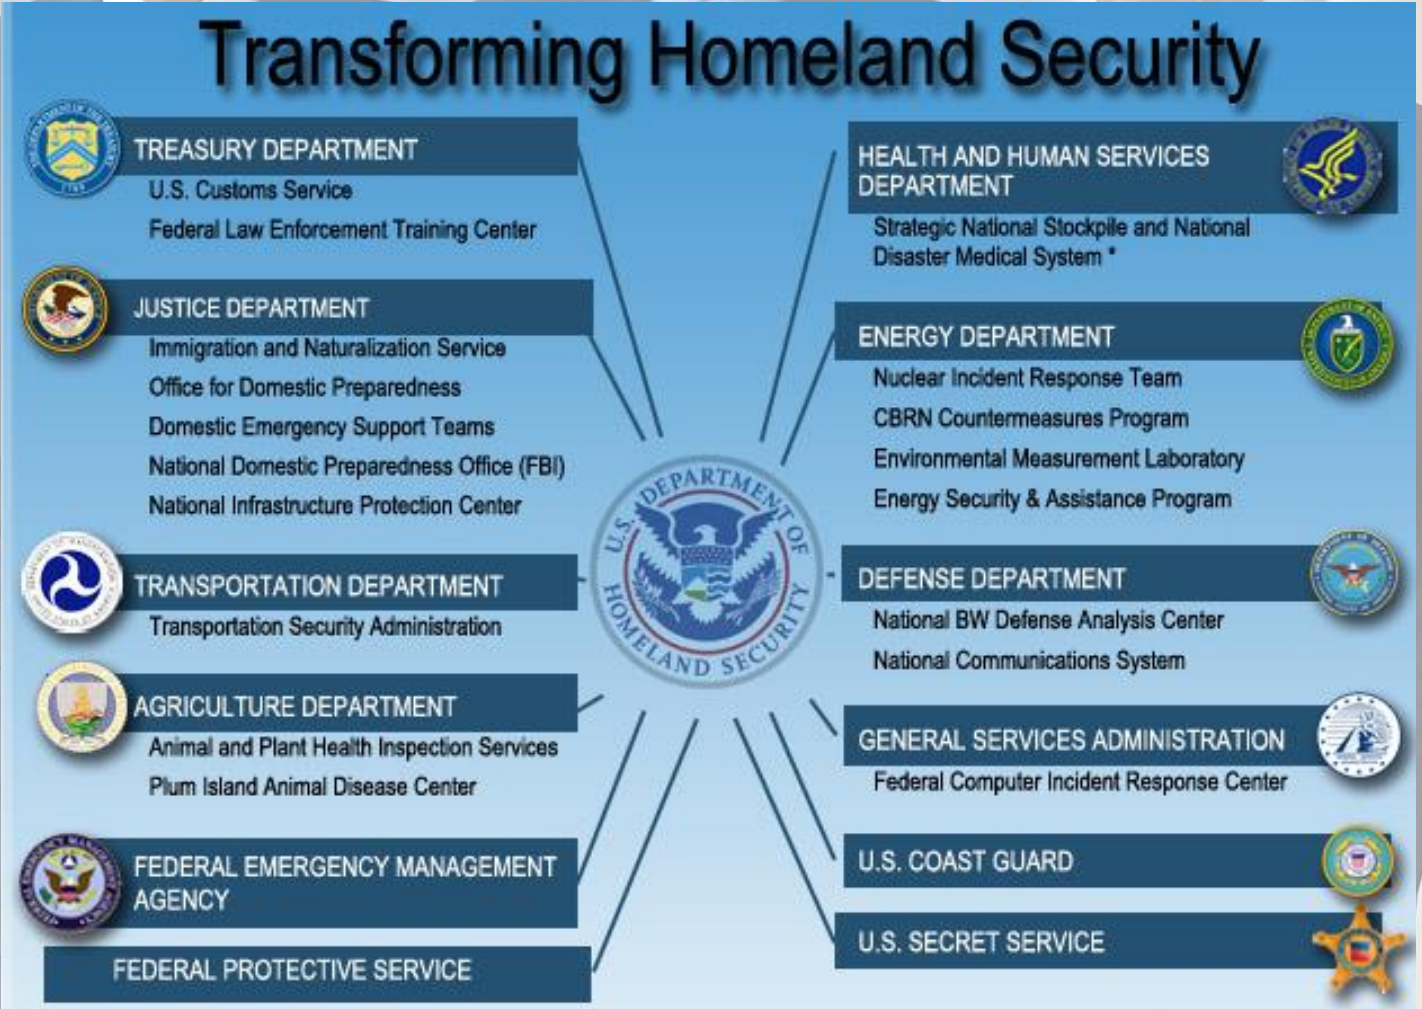 Transforming Homeland Security
TREASURY DEPARTMENT
U.S. Customs Service
Federal Law Enforcement Training Center
JUSTICE DEPARTMENT
Immigration and Naturalization Service
Office for Domestic Preparedness
Domestic Emergency Support Teams
National Domestic Preparedness Office (FBI)
National Infrastructure Protection Center
TRANSPORTATION DEPARTMENT
Transportation Security Administration
AGRICULTURE DEPARTMENT
Animal and Plant Health Inspection Services
Plum Island Animal Disease Center
FEDERAL EMERGENCY MANAGEMENT
AGENCY
FEDERAL PROTECTIVE SERVICE
U.S. DEPARTMENT OF
HOMELAND SECURITY
HEALTH AND HUMAN SERVICES
DEPARTMENT
Strategic National Stockpile and National
Disaster Medical System *
ENERGY DEPARTMENT
Nuclear Incident Response Team
CBRN Countermeasures Program
Environmental Measurement Laboratory
Energy Security & Assistance Program
DEFENSE DEPARTMENT
National BW Defense Analysis Center
National Communications System
GENERAL SERVICES ADMINISTRATION
Federal Computer Incident Response Center
U.S. COAST GUARD
U.S. SECRET SERVICE